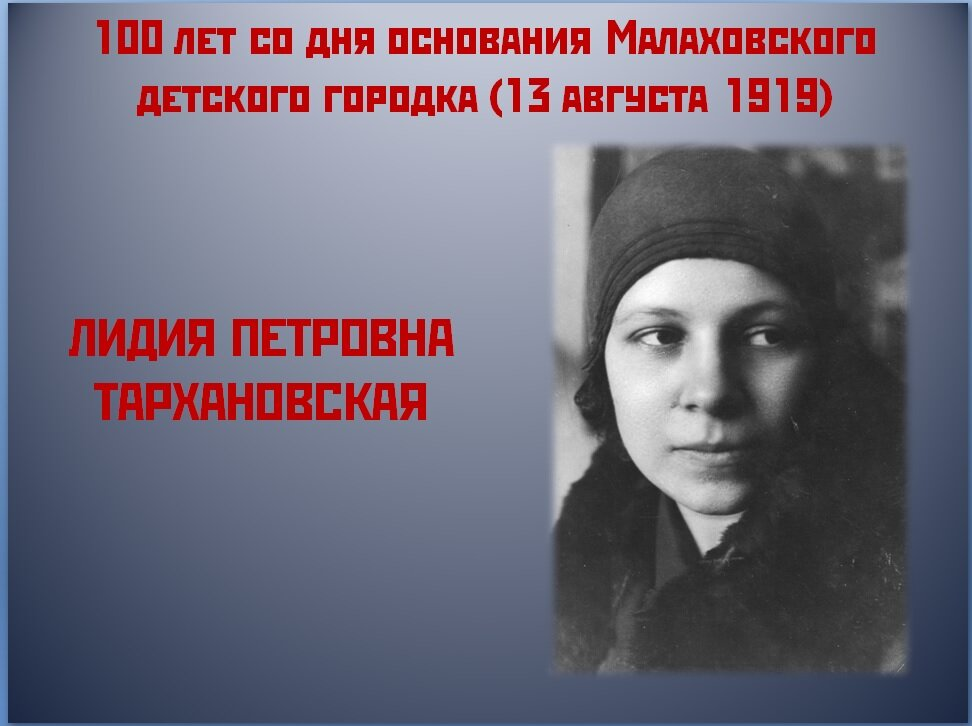 100 лет со дня основания Малаховского
детского городка (13 августа 1919)
ЛИДИЯ ПЕТРОВНА
ТАРХАНОВСКАЯ